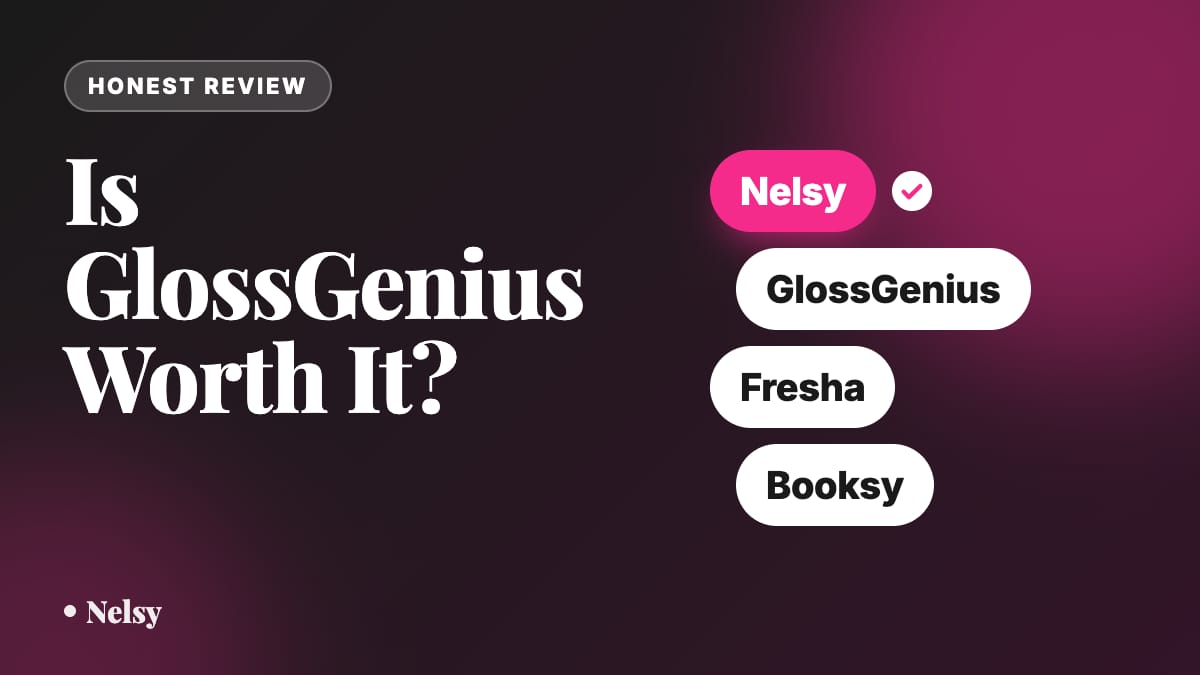 HONEST REVIEW
Is
GlossGenius
Worth It?
Nelsy
GlossGenius
Fresha
Booksy
Nelsy